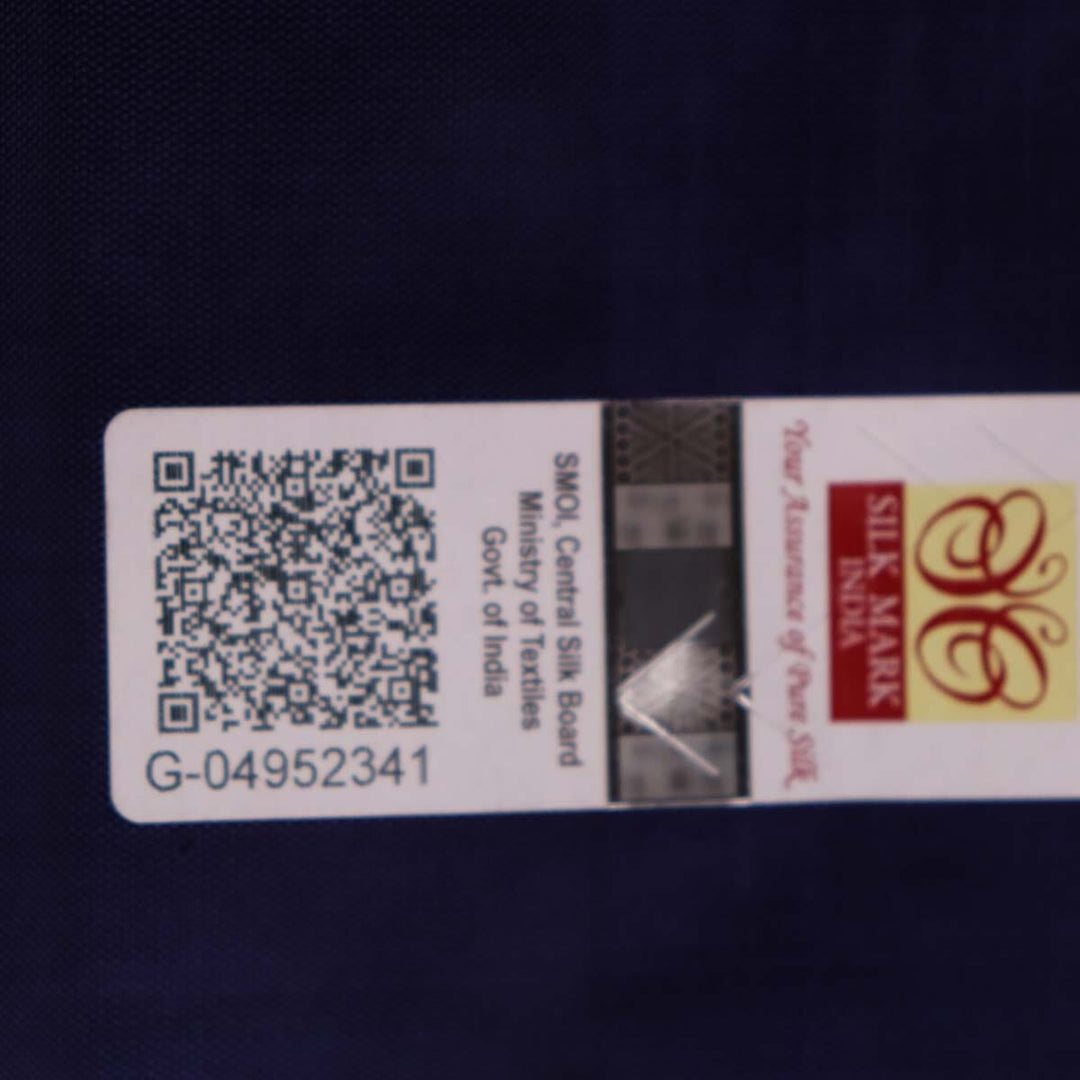 G-04952341
SMOI, Central Silk Board
Ministry of Textiles
Govt. of India
Your Assurance of Pure Silk
SILK MARK
INDIA